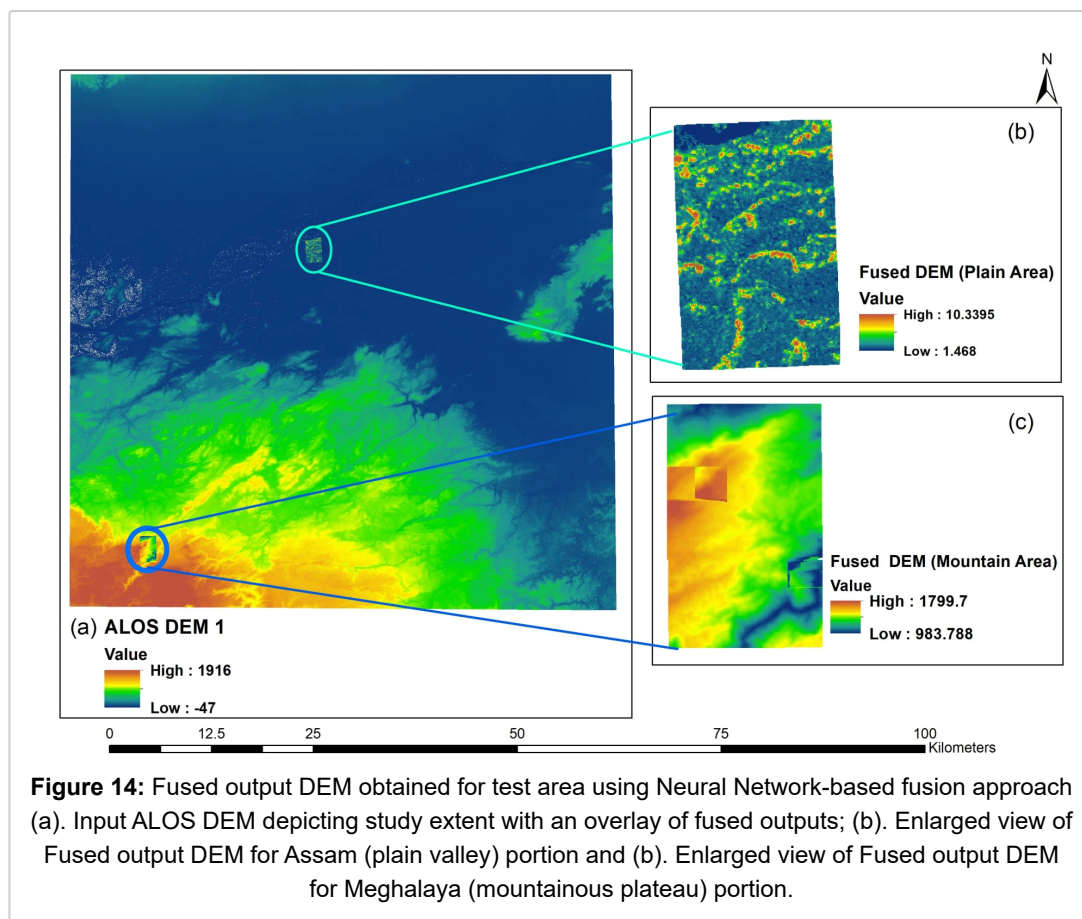 N
(b)
Fused DEM (Plain Area)
Value
High : 10.3395
Low : 1.468
(c)
Fused DEM (Mountain Area)
Value
High : 1799.7
Low : 983.788
(a) ALOS DEM 1
Value
High : 1916
Low : -47
0 12.5 25 50 75 100
Kilometers
Figure 14: Fused output DEM obtained for test area using Neural Network-based fusion approach
(a). Input ALOS DEM depicting study extent with an overlay of fused outputs; (b). Enlarged view of
Fused output DEM for Assam (plain valley) portion and (b). Enlarged view of Fused output DEM
for Meghalaya (mountainous plateau) portion.